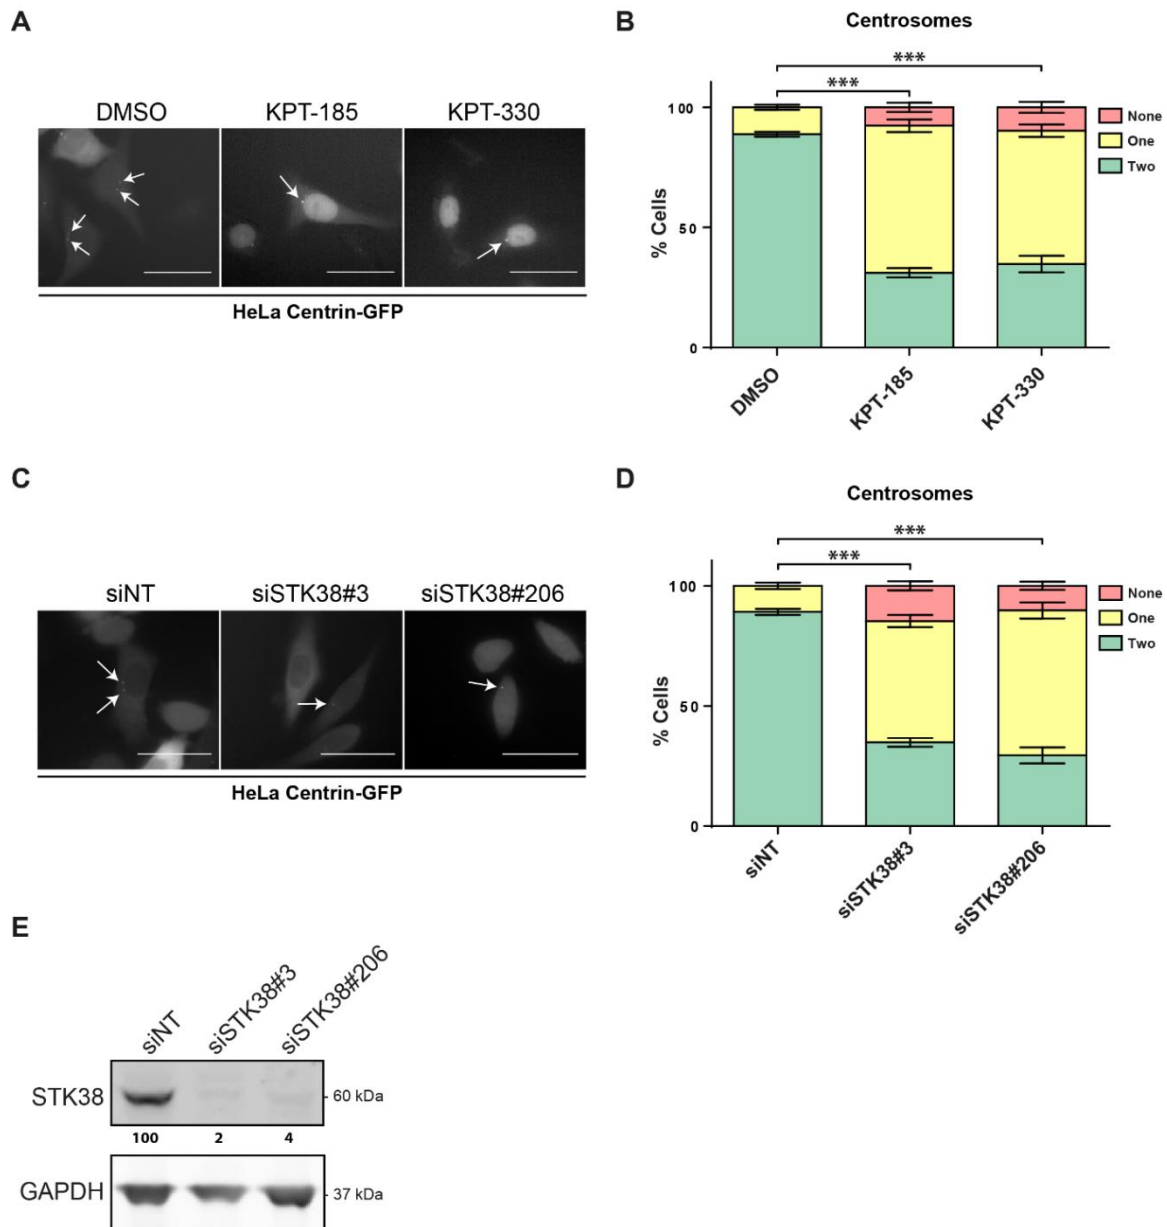 A
DMSO KPT-185 KPT-330
HeLa Centrin-GFP
B
Centrosomes
***
***
100
50
0
% Cells
None
One
Two
DMSO
KPT-185
KPT-330
C
siNT siSTK38#3 siSTK38#206
HeLa Centrin-GFP
D
Centrosomes
***
***
100
50
0
% Cells
None
One
Two
siNT
siSTK38#3
siSTK38#206
E
siNT
siSTK38#3
siSTK38#206
STK38
60 kDa
100 2 4
GAPDH
37 kDa